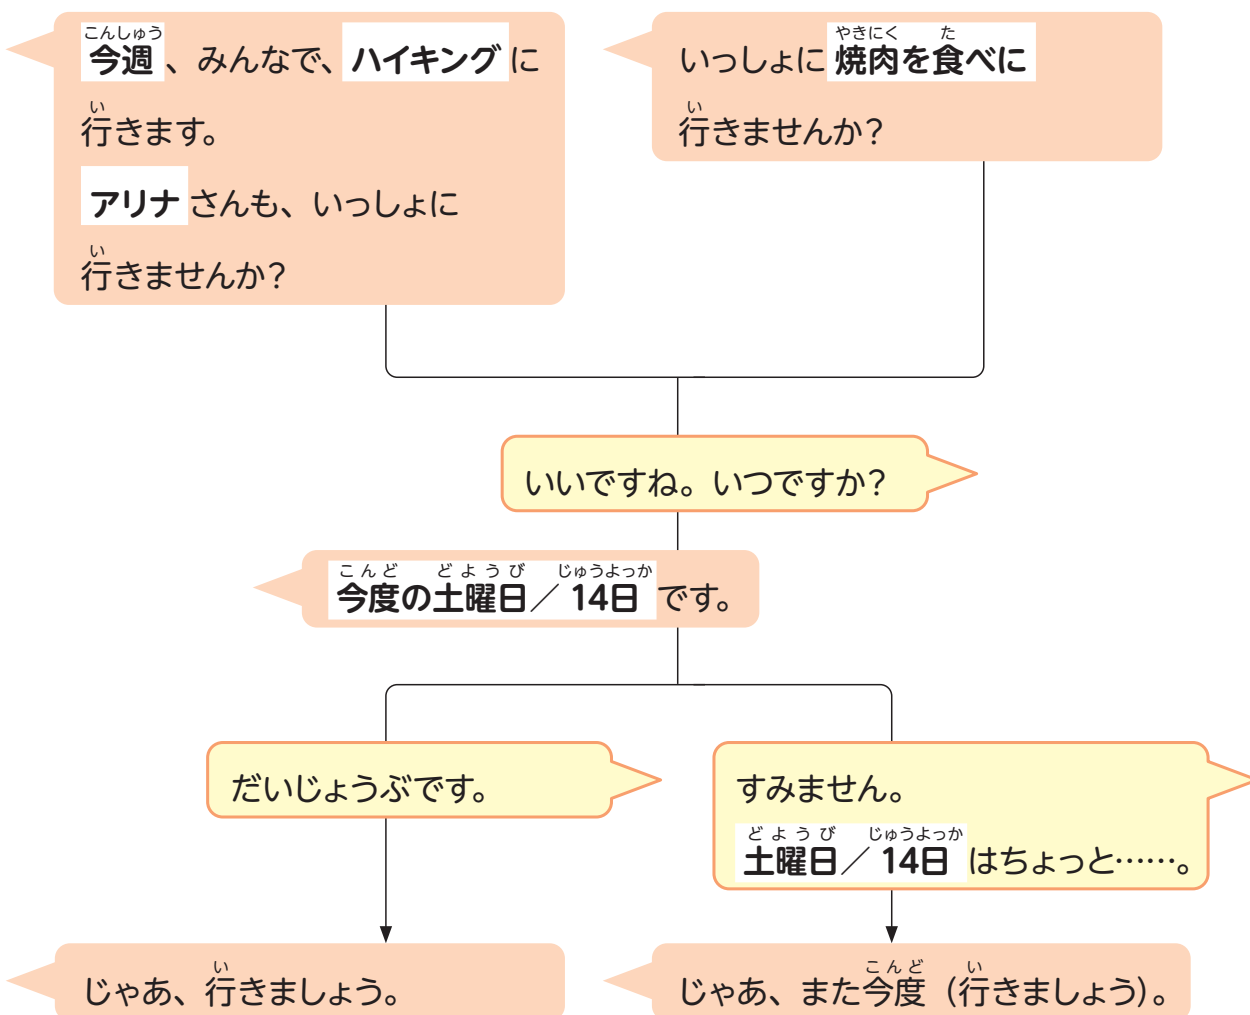 こんしゅう
今週、みんなで、ハイキングに
い
行きます。
アリナさんも、いっしょに
い
行きませんか？
やきにく た
いっしょに焼肉を食べに
い
行きませんか？
いいですね。いつですか？
こんど どようび じゅうよっか
今度の土曜日／14日です。
だいじょうぶです。
すみません。
どようび じゅうよっか
土曜日／14日はちょっと……。
い
じゃあ、行きましょう。
こんど い
じゃあ、また今度（行きましょう）。